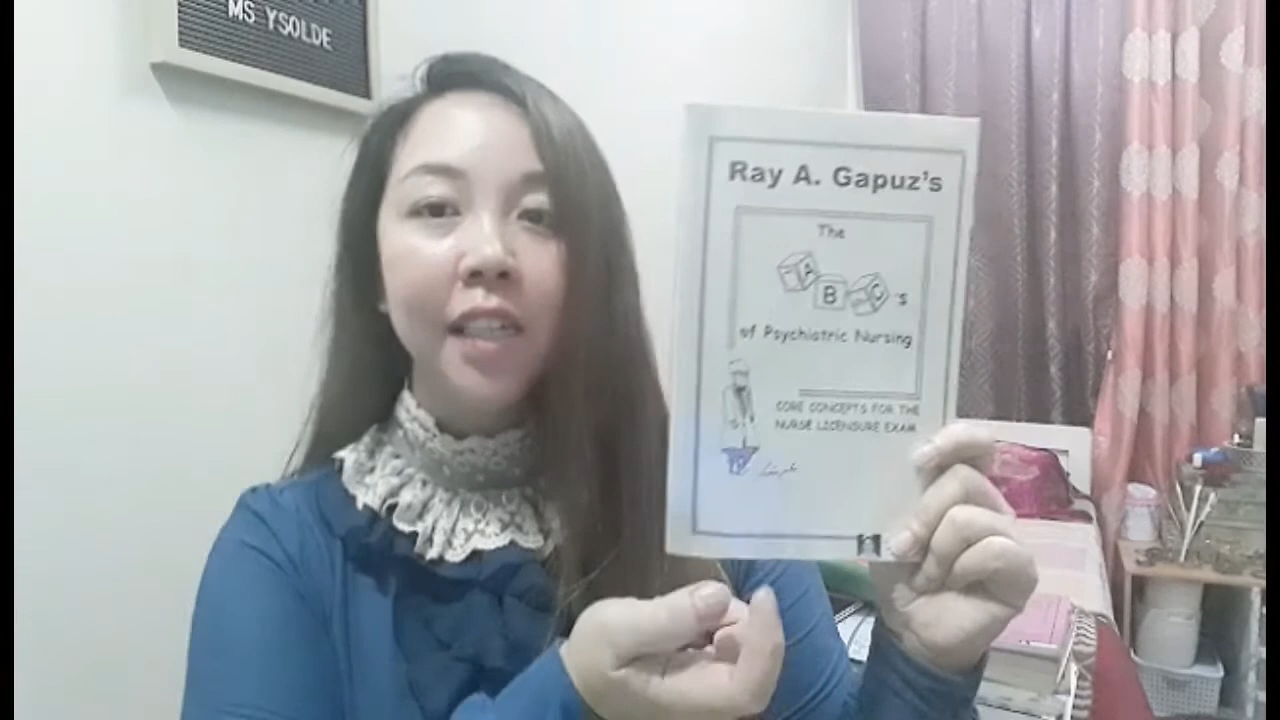 MS YSOLDE
Ray A. Gapuz's
The
A B C 's
of Psychiatric Nursing
CORE CONCEPTS FOR THE
NURSE LICENSURE EXAM